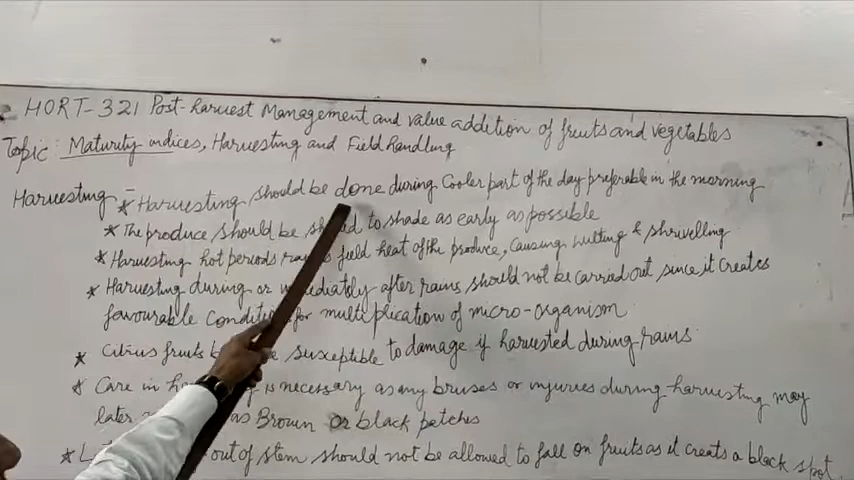 HORT-321 Post-harvest Management and value addetion of fruits and vegetables
Topic: Maturity indices, Harvesting and Field handling
Harvesting - * Harvesting should be done during Cooler part of the day preferable in the morning
* The produce should be to shade as early as possible
* Harvesting hot periods field heat of the produce, Causing wilting & shrivelling
* Harvesting during or after rains should not be carried out since it creates
favourable condition for multiplication of micro-organism
* Citrus fruits susceptible to damage if harvested during rains
* Care in is necessary as any bruses or injuries during harvesting may
later as Brown or black patches
* out of stem should not be allowed to fall on fruits as it creats a black spot